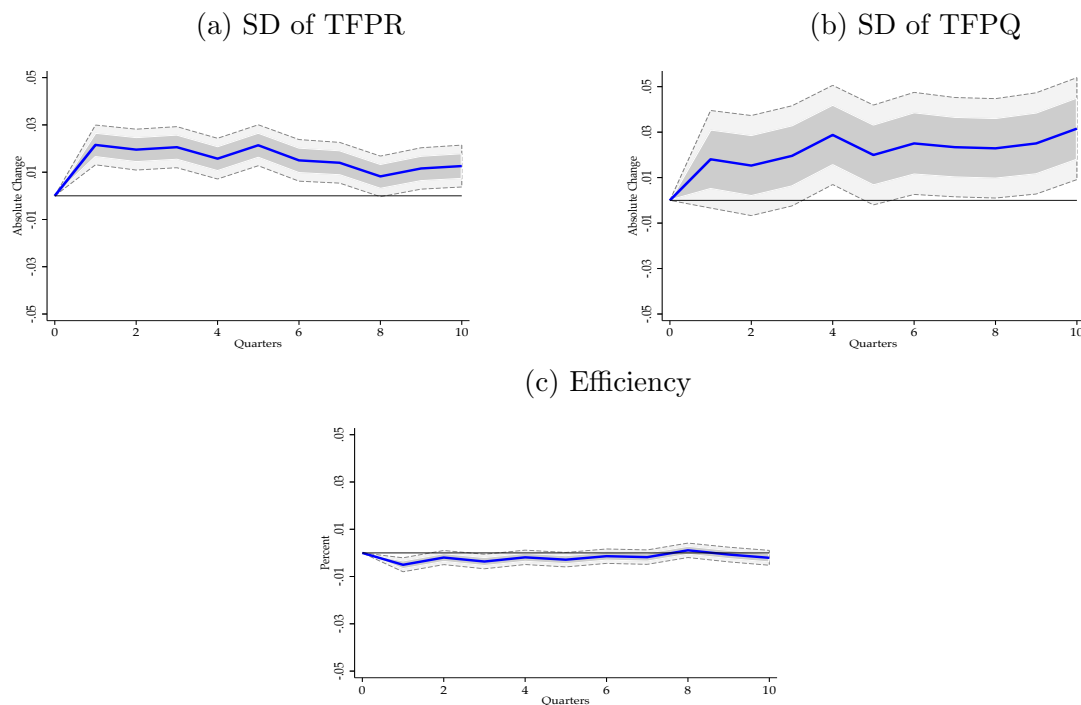 (a) SD of TFPR
Absolute Change
.05
.03
.01
-.01
-.03
-.05
0 2 4 6 8 10
Quarters
(b) SD of TFPQ
Absolute Change
.05
.03
.01
-.01
-.03
-.05
0 2 4 6 8 10
Quarters
(c) Efficiency
Percent
.05
.03
.01
-.01
-.03
-.05
0 2 4 6 8 10
Quarters